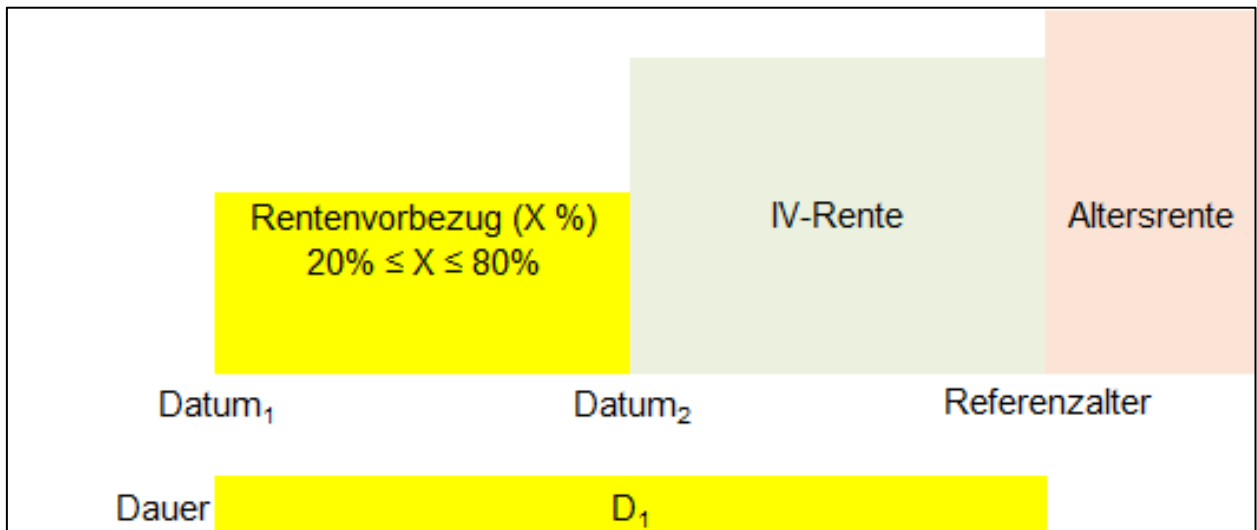 Rentenvorbezug (X %)
20% ≤ X ≤ 80%
IV-Rente
Altersrente
Datum₁
Datum₂
Referenzalter
Dauer
D₁